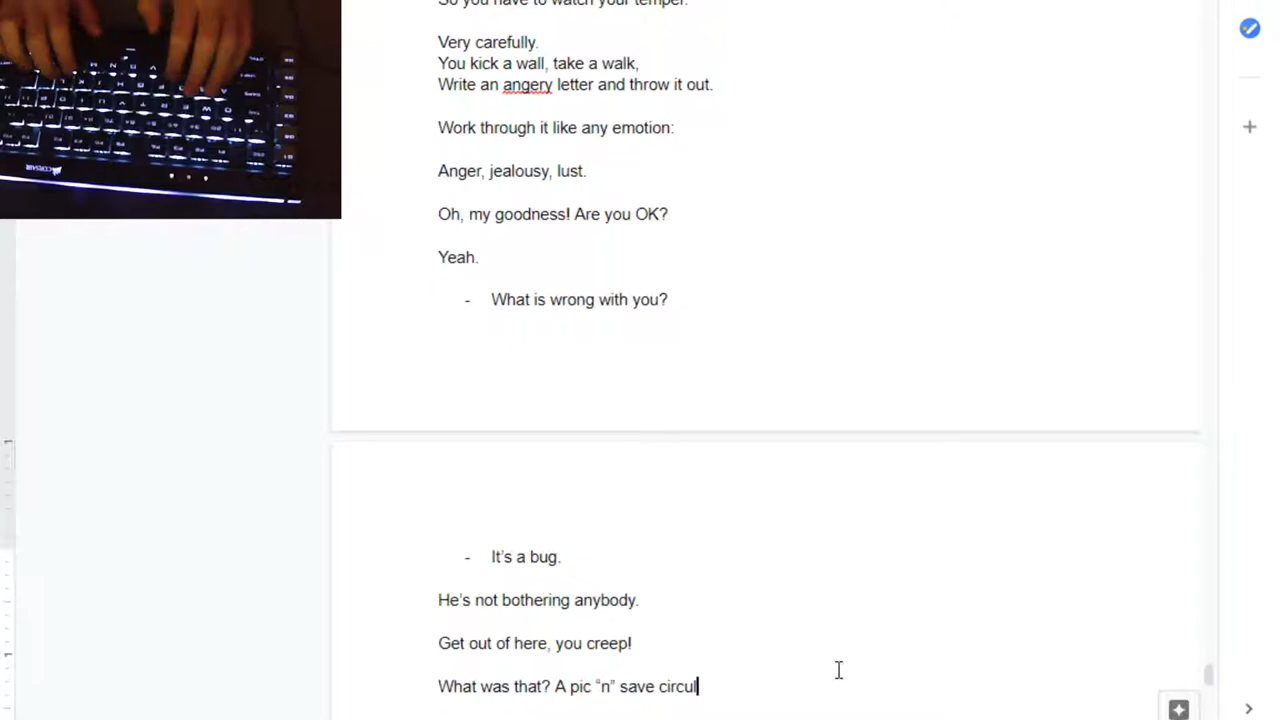 So you have to watch your temper.
Very carefully.
You kick a wall, take a walk,
Write an angery letter and throw it out.
Work through it like any emotion:
Anger, jealousy, lust.
Oh, my goodness! Are you OK?
Yeah.
- What is wrong with you?
- It’s a bug.
He’s not bothering anybody.
Get out of here, you creep!
What was that? A pic “n” save circul
CORSAIR